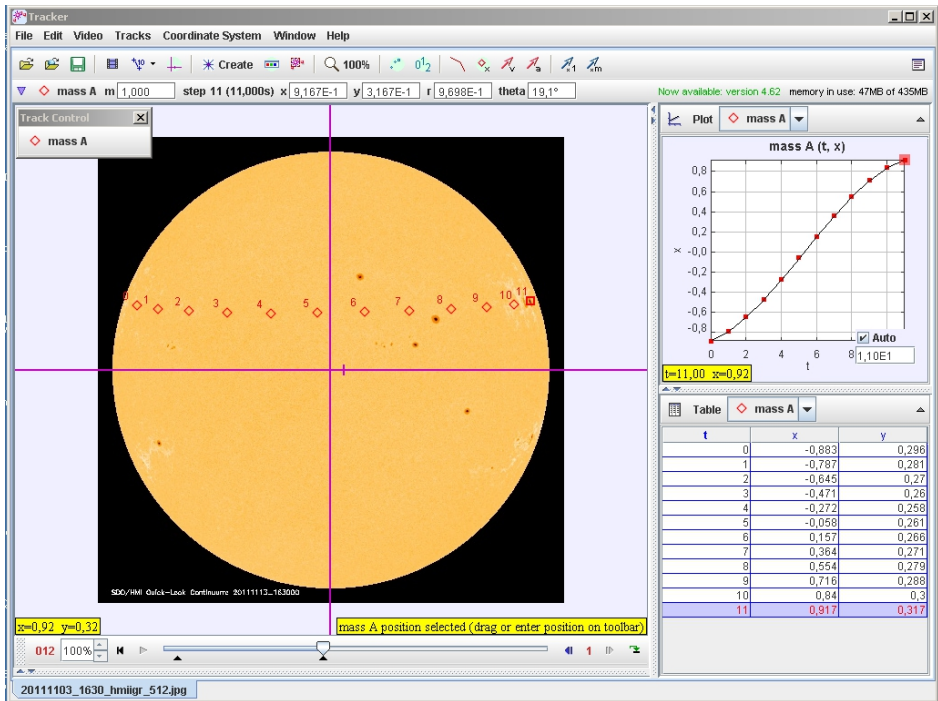 Tracker
File Edit Video Tracks Coordinate System Window Help
Create 100%
mass A m 1,000 step 11 (11,000s) x 9,167E-1 y 3,167E-1 r 9,698E-1 theta 19,1° Now available: version 4.62 memory in use: 47MB of 435MB
Track Control
mass A
0 1 2 3 4 5 6 7 8 9 10 11
SDO/HMI Quick-Look Continuum: 20111113_163000
x=0,92 y=0,32
mass A position selected (drag or enter position on toolbar)
012 100% 1
20111103_1630_hmiigr_512.jpg
Plot mass A
mass A (t, x)
0,8
0,6
0,4
0,2
-0,0
-0,2
-0,4
-0,6
-0,8
x
0 2 4 6 8
t
Auto
1,10E1
t=11,00 x=0,92
Table mass A
t x y
0 -0,883 0,296
1 -0,787 0,281
2 -0,645 0,27
3 -0,471 0,26
4 -0,272 0,258
5 -0,058 0,261
6 0,157 0,266
7 0,364 0,271
8 0,554 0,279
9 0,716 0,288
10 0,84 0,3
11 0,917 0,317